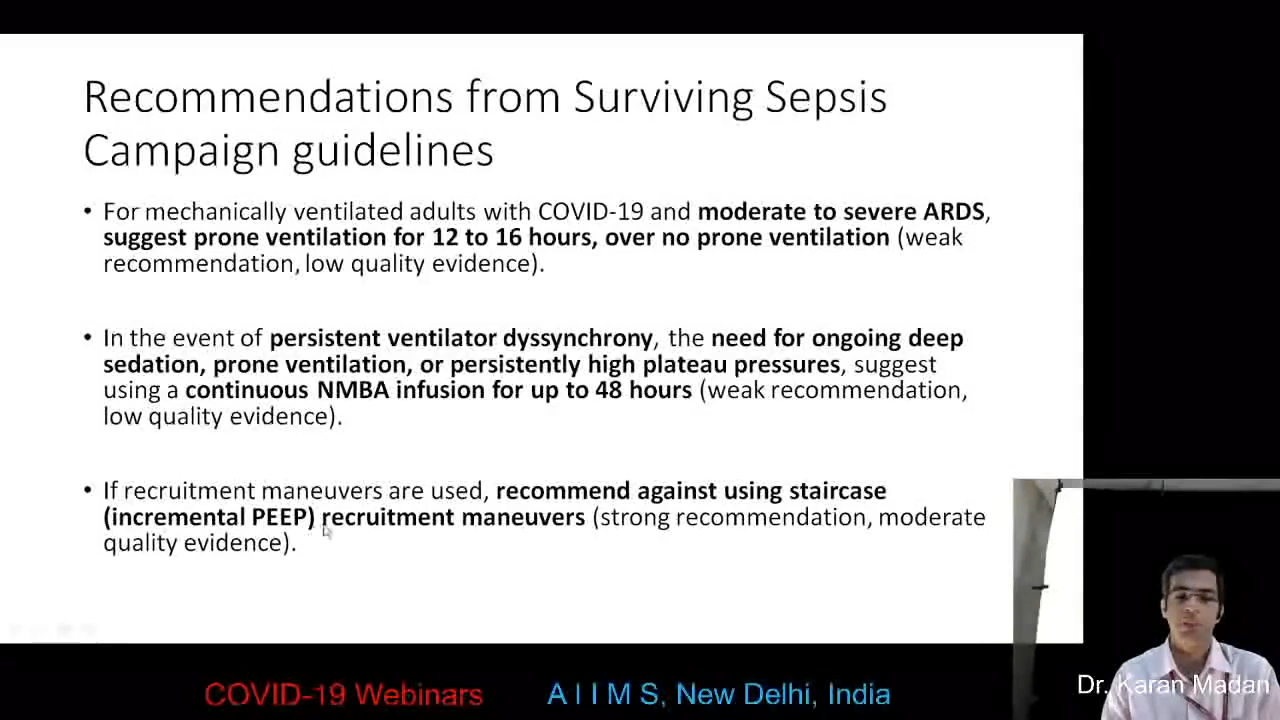 Recommendations from Surviving Sepsis
Campaign guidelines
• For mechanically ventilated adults with COVID-19 and moderate to severe ARDS,
suggest prone ventilation for 12 to 16 hours, over no prone ventilation (weak
recommendation, low quality evidence).
• In the event of persistent ventilator dyssynchrony, the need for ongoing deep
sedation, prone ventilation, or persistently high plateau pressures, suggest
using a continuous NMBA infusion for up to 48 hours (weak recommendation,
low quality evidence).
• If recruitment maneuvers are used, recommend against using staircase
(incremental PEEP) recruitment maneuvers (strong recommendation, moderate
quality evidence).
Dr. Karan Madan
COVID-19 Webinars A I I M S, New Delhi, India